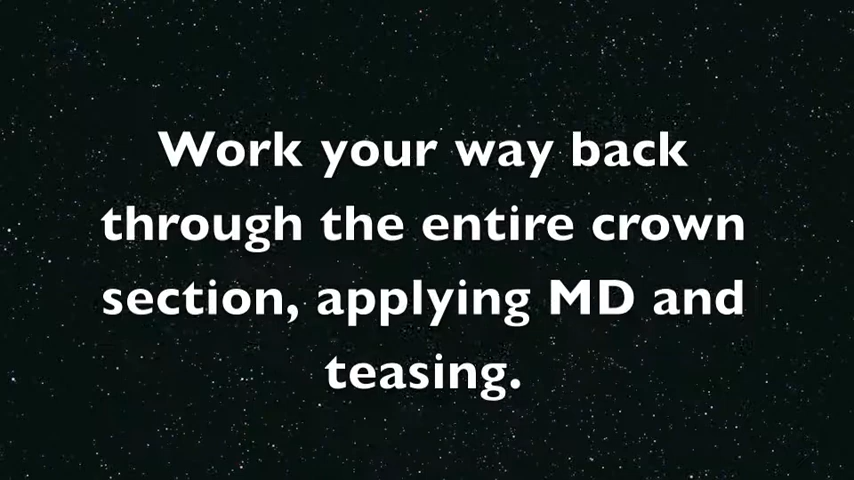 Work your way back
through the entire crown
section, applying MD and
teasing.